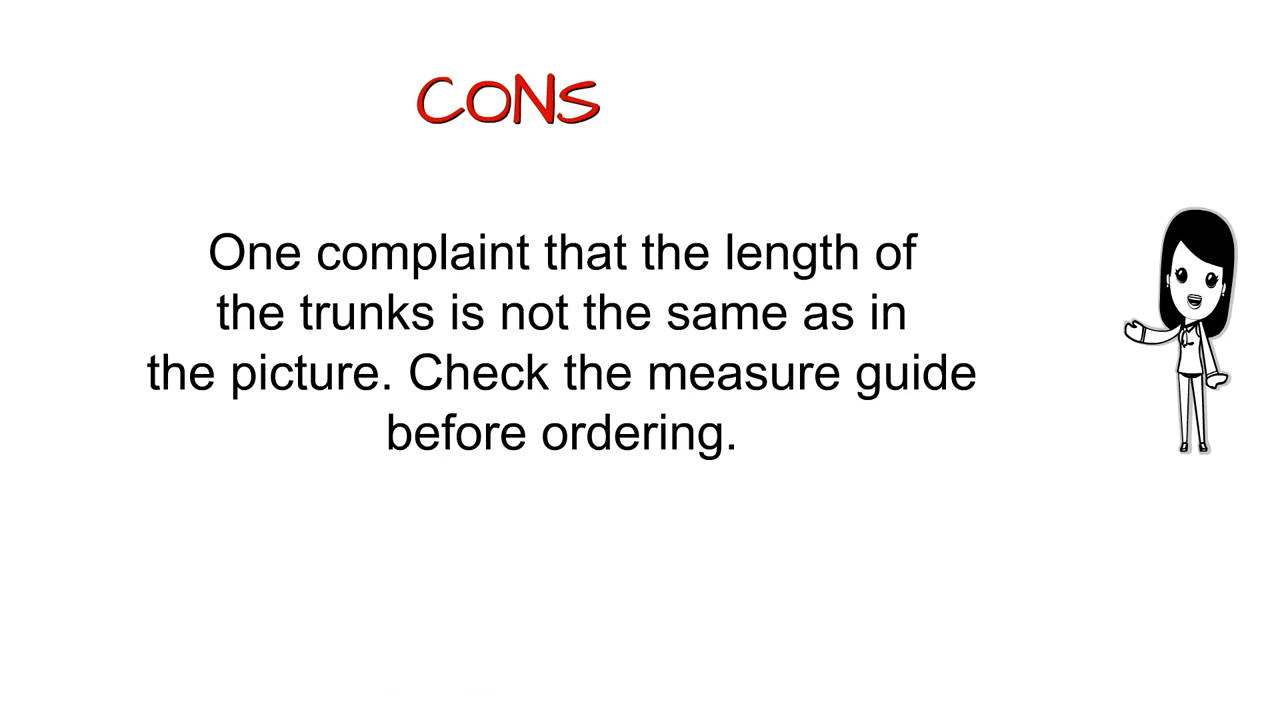 CONS
One complaint that the length of
the trunks is not the same as in
the picture. Check the measure guide
before ordering.